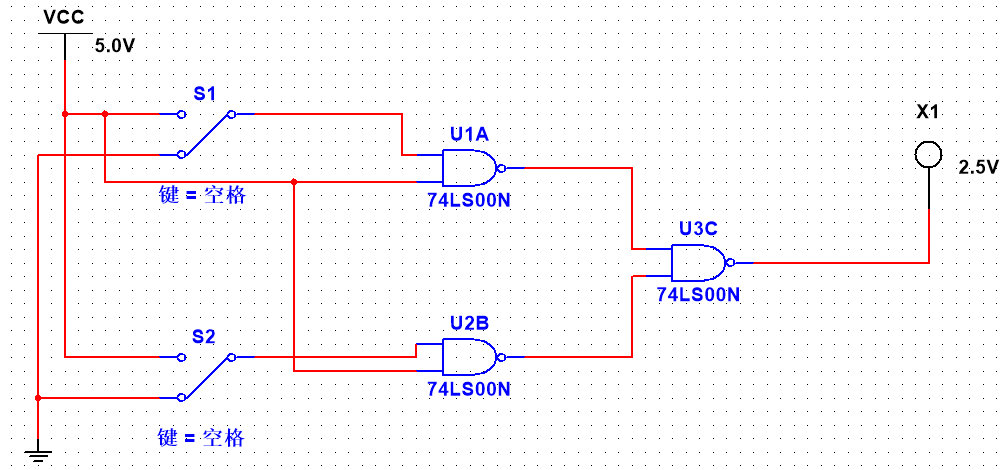 VCC
5.0V
S1
键 = 空格
U1A
74LS00N
X1
2.5V
U3C
74LS00N
S2
键 = 空格
U2B
74LS00N